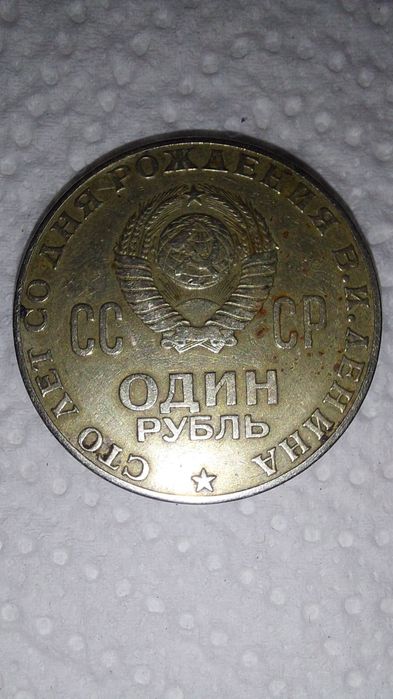 СТО ЛЕТ СО ДНЯ РОЖДЕНИЯ В.И.ЛЕНИНА
СС СР
ОДИН
РУБЛЬ